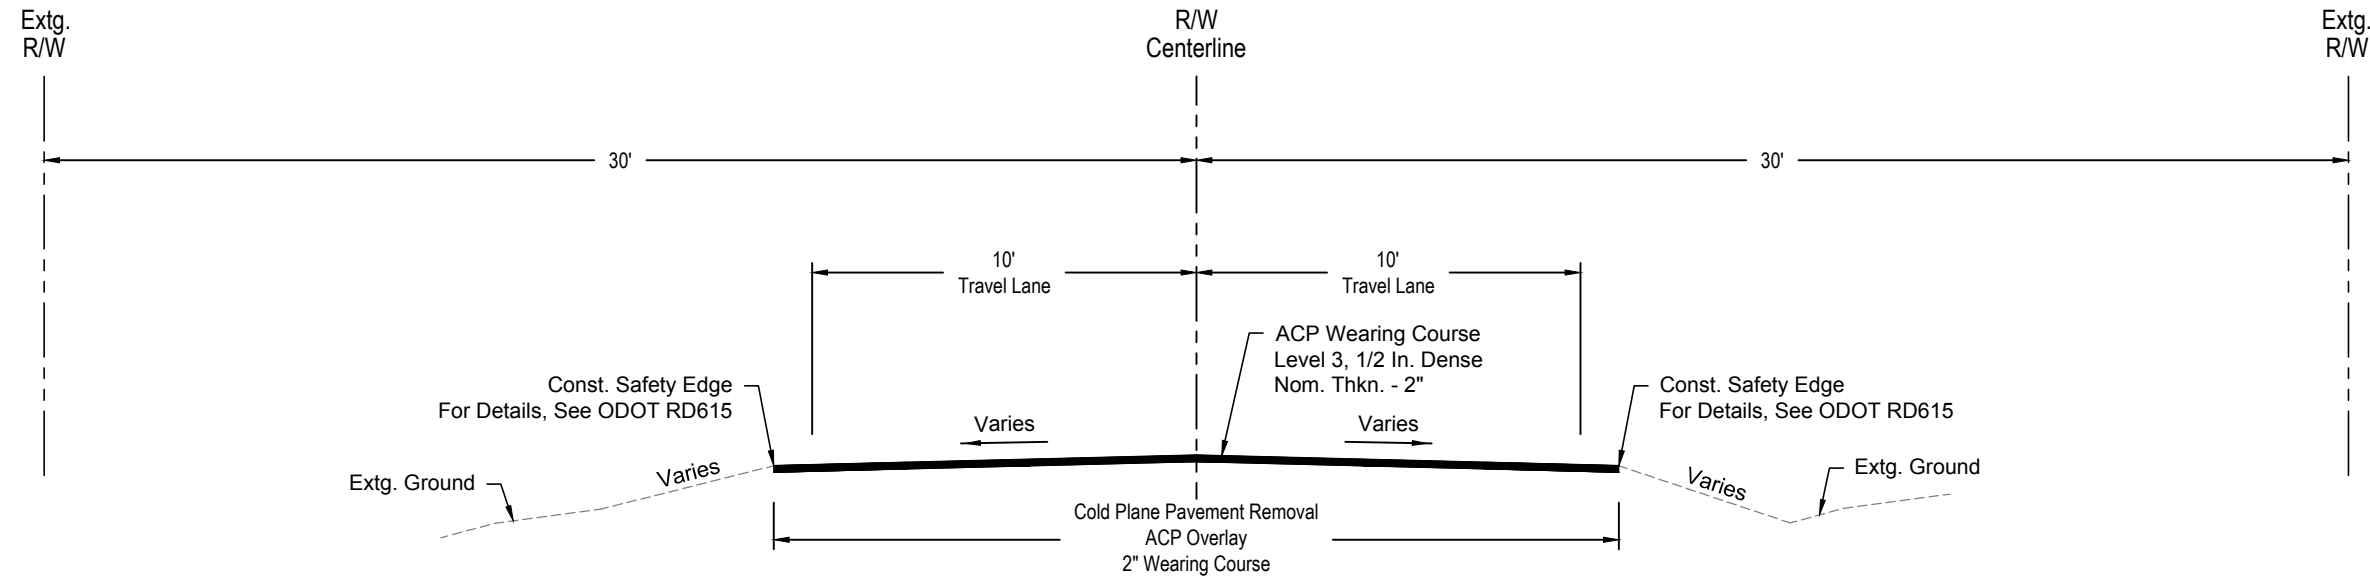 Extg.
R/W
R/W
Centerline
Extg.
R/W
30'
30'
10'
Travel Lane
10'
Travel Lane
ACP Wearing Course
Level 3, 1/2 In. Dense
Nom. Thkn. - 2"
Const. Safety Edge
For Details, See ODOT RD615
Const. Safety Edge
For Details, See ODOT RD615
Varies
Varies
Varies
Varies
Extg. Ground
Extg. Ground
Cold Plane Pavement Removal
ACP Overlay
2" Wearing Course